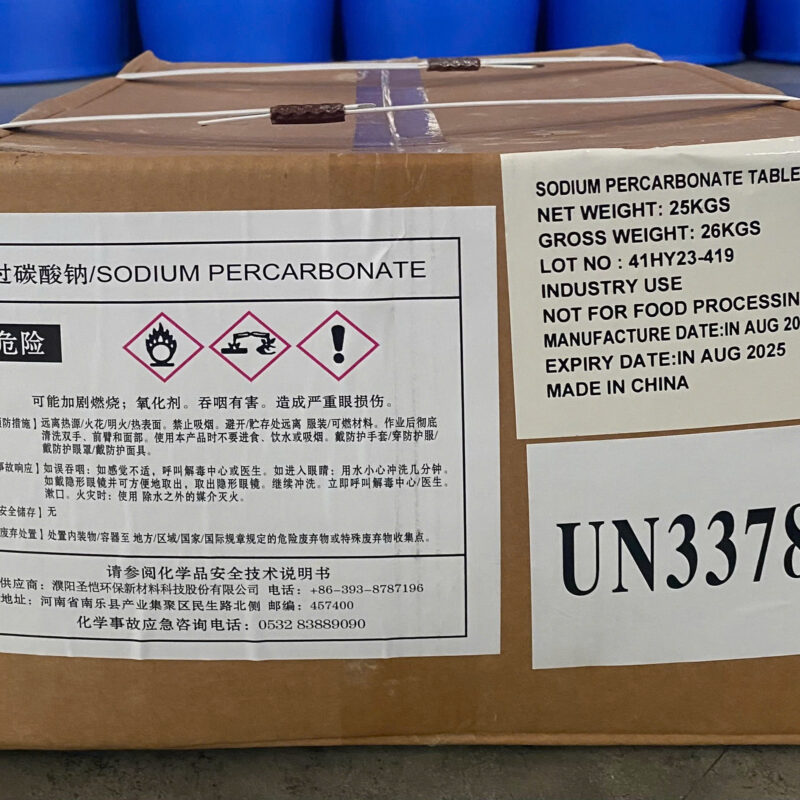 过碳酸钠/SODIUM PERCARBONATE
危险
可能加剧燃烧；氧化剂。吞咽有害。造成严重眼损伤。
预防措施】远离热源/火花/明火/热表面。禁止吸烟。避开/贮存处远离 服装/可燃材料。作业后彻底
清洗双手、前臂和面部。使用本产品时不要进食、饮水或吸烟。戴防护手套/穿防护服/
戴防护眼罩/戴防护面具。
事故响应】如误吞咽：如感觉不适，呼叫解毒中心或医生。如进入眼睛：用水小心冲洗几分钟。
如戴隐形眼镜并可方便地取出，取出隐形眼镜。继续冲洗。立即呼叫解毒中心/医生。
漱口。火灾时：使用 除水之外的媒介灭火。
安全储存】无
废弃处置】处置内装物/容器至 地方/区域/国家/国际规章规定的危险废弃物或特殊废弃物收集点。
请参阅化学品安全技术说明书
供应商：濮阳圣恺环保新材料科技股份有限公司 电话：+86-393-8787196
地址：河南省南乐县产业集聚区民生路北侧 邮编：457400
化学事故应急咨询电话：0532 83889090
SODIUM PERCARBONATE TABLE
NET WEIGHT: 25KGS
GROSS WEIGHT: 26KGS
LOT NO : 41HY23-419
INDUSTRY USE
NOT FOR FOOD PROCESSIN
MANUFACTURE DATE:IN AUG 20
EXPIRY DATE:IN AUG 2025
MADE IN CHINA
UN3378